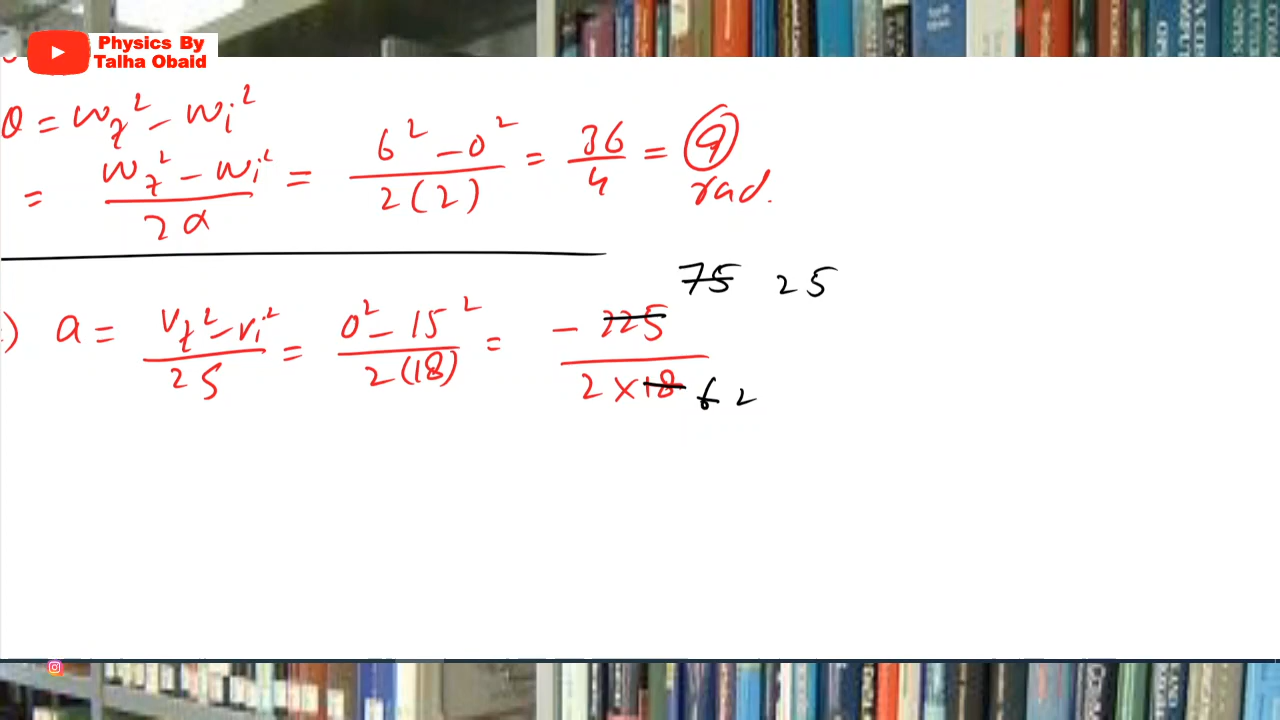 Physics By
Talha Obaid
θ = ωf² - ωi²
= ωf² - ωi² / 2α = 6² - 0² / 2(2) = 36/4 = 9 rad.
75 25
) a = vf² - vi² / 2S = 0² - 15² / 2(18) = - 225 / 2 × 18 6 2